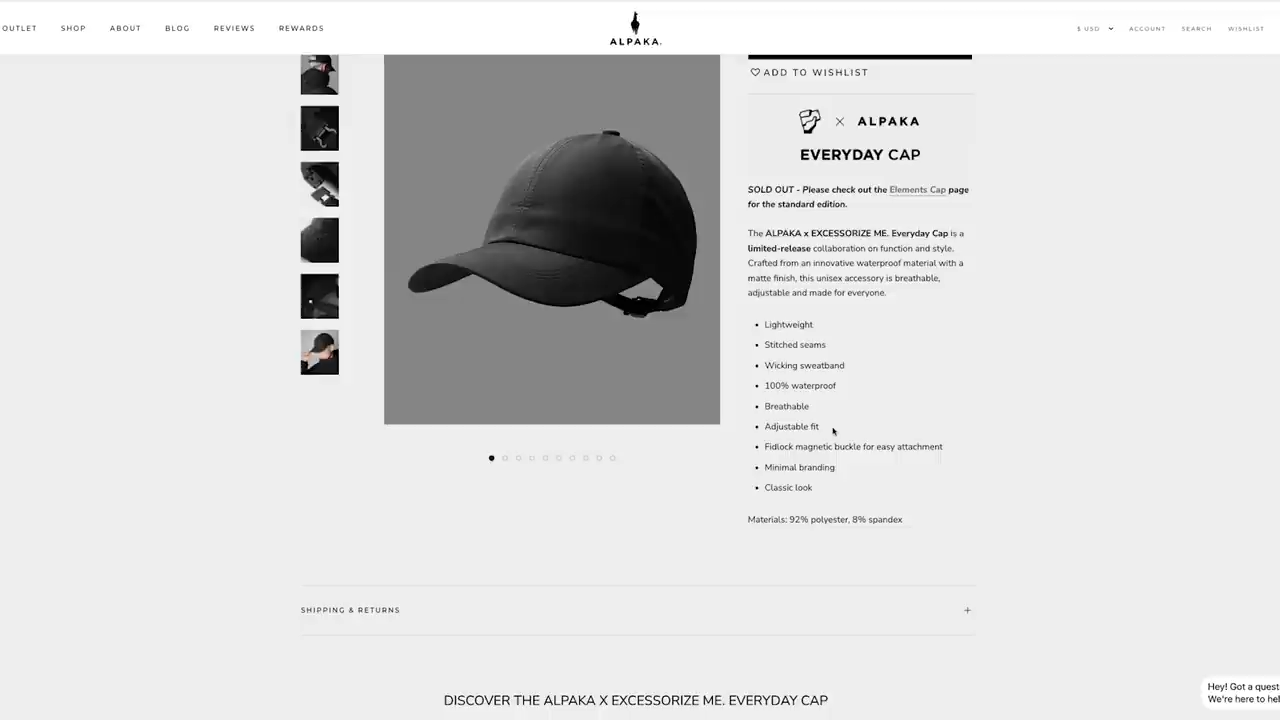 OUTLET SHOP ABOUT BLOG REVIEWS REWARDS
ALPAKA.
$ USD ACCOUNT SEARCH WISHLIST
ADD TO WISHLIST
ALPAKA
EVERYDAY CAP
SOLD OUT - Please check out the Elements Cap page
for the standard edition.
The ALPAKA x EXCESSORIZE ME. Everyday Cap is a
limited-release collaboration on function and style.
Crafted from an innovative waterproof material with a
matte finish, this unisex accessory is breathable,
adjustable and made for everyone.
Lightweight
Stitched seams
Wicking sweatband
100% waterproof
Breathable
Adjustable fit
Fidlock magnetic buckle for easy attachment
Minimal branding
Classic look
Materials: 92% polyester, 8% spandex
SHIPPING & RETURNS +
DISCOVER THE ALPAKA X EXCESSORIZE ME. EVERYDAY CAP
Hey! Got a quest
We're here to hel